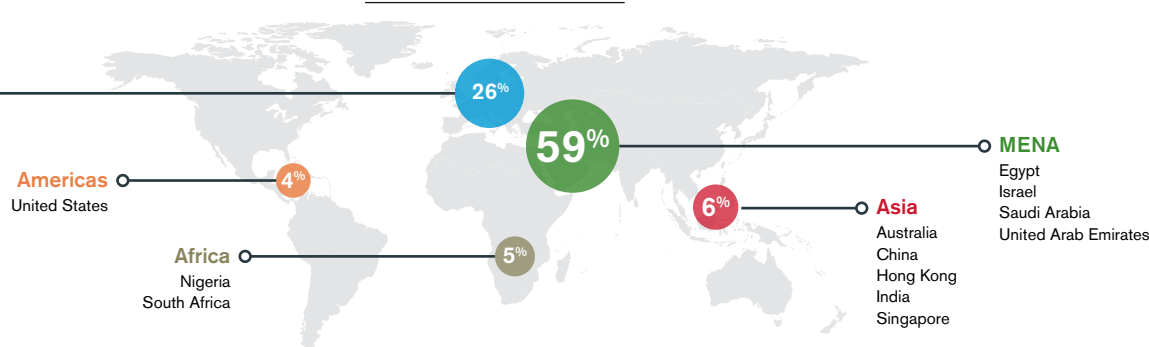 26%
59%
MENA
Egypt
Israel
Saudi Arabia
United Arab Emirates
Americas
United States
4%
6%
Asia
Australia
China
Hong Kong
India
Singapore
Africa
Nigeria
South Africa
5%